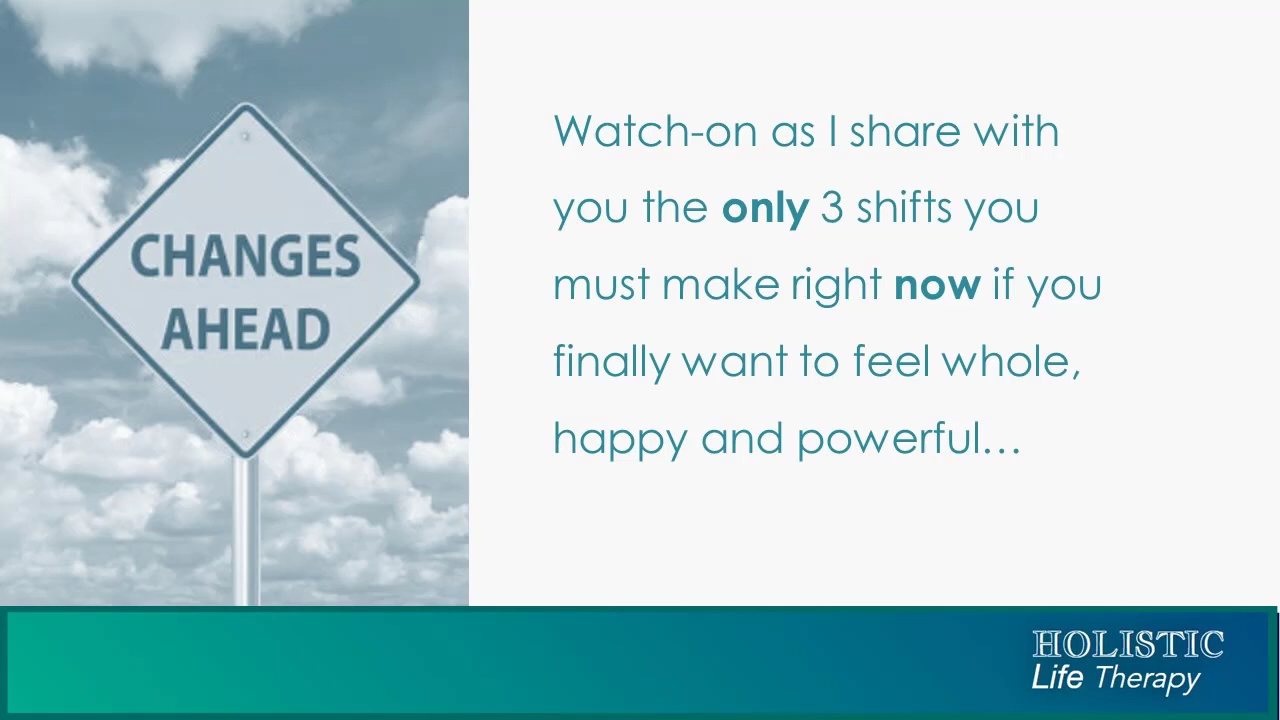 CHANGES
AHEAD
Watch-on as I share with
you the only 3 shifts you
must make right now if you
finally want to feel whole,
happy and powerful…
HOLISTIC
Life Therapy